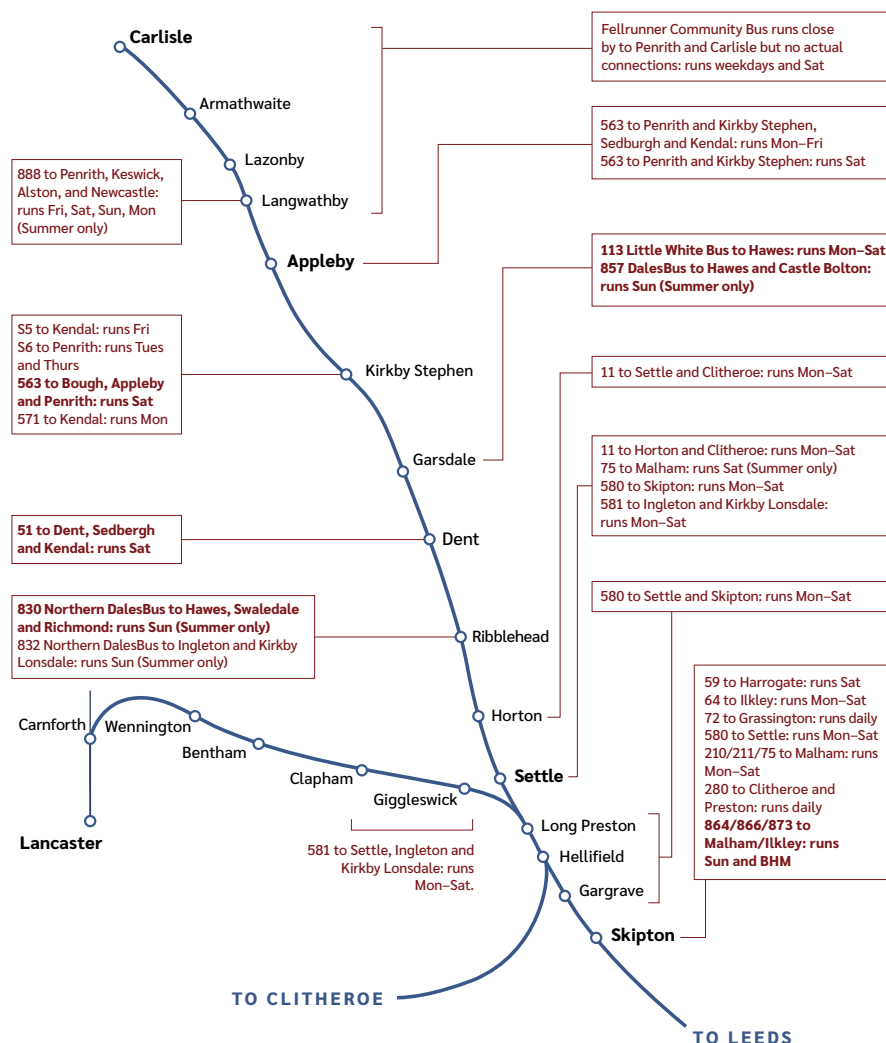 Carlisle
Fellrunner Community Bus runs close
by to Penrith and Carlisle but no actual
connections: runs weekdays and Sat
Armathwaite
563 to Penrith and Kirkby Stephen,
Sedburgh and Kendal: runs Mon–Fri
563 to Penrith and Kirkby Stephen: runs Sat
Lazonby
888 to Penrith, Keswick,
Alston, and Newcastle:
runs Fri, Sat, Sun, Mon
(Summer only)
Langwathby
Appleby
113 Little White Bus to Hawes: runs Mon–Sat
857 DalesBus to Hawes and Castle Bolton:
runs Sun (Summer only)
S5 to Kendal: runs Fri
S6 to Penrith: runs Tues
and Thurs
563 to Bough, Appleby
and Penrith: runs Sat
571 to Kendal: runs Mon
Kirkby Stephen
11 to Settle and Clitheroe: runs Mon–Sat
Garsdale
11 to Horton and Clitheroe: runs Mon–Sat
75 to Malham: runs Sat (Summer only)
580 to Skipton: runs Mon–Sat
581 to Ingleton and Kirkby Lonsdale:
runs Mon–Sat
51 to Dent, Sedbergh
and Kendal: runs Sat
Dent
580 to Settle and Skipton: runs Mon–Sat
830 Northern DalesBus to Hawes, Swaledale
and Richmond: runs Sun (Summer only)
832 Northern DalesBus to Ingleton and Kirkby
Lonsdale: runs Sun (Summer only)
Ribblehead
59 to Harrogate: runs Sat
64 to Ilkley: runs Mon–Sat
72 to Grassington: runs daily
580 to Settle: runs Mon–Sat
210/211/75 to Malham: runs
Mon–Sat
280 to Clitheroe and
Preston: runs daily
864/866/873 to
Malham/Ilkley: runs
Sun and BHM
Horton
Carnforth
Wennington
Bentham
Clapham
Settle
Giggleswick
Lancaster
Long Preston
581 to Settle, Ingleton and
Kirkby Lonsdale: runs
Mon–Sat.
Hellifield
Gargrave
Skipton
TO CLITHEROE
TO LEEDS